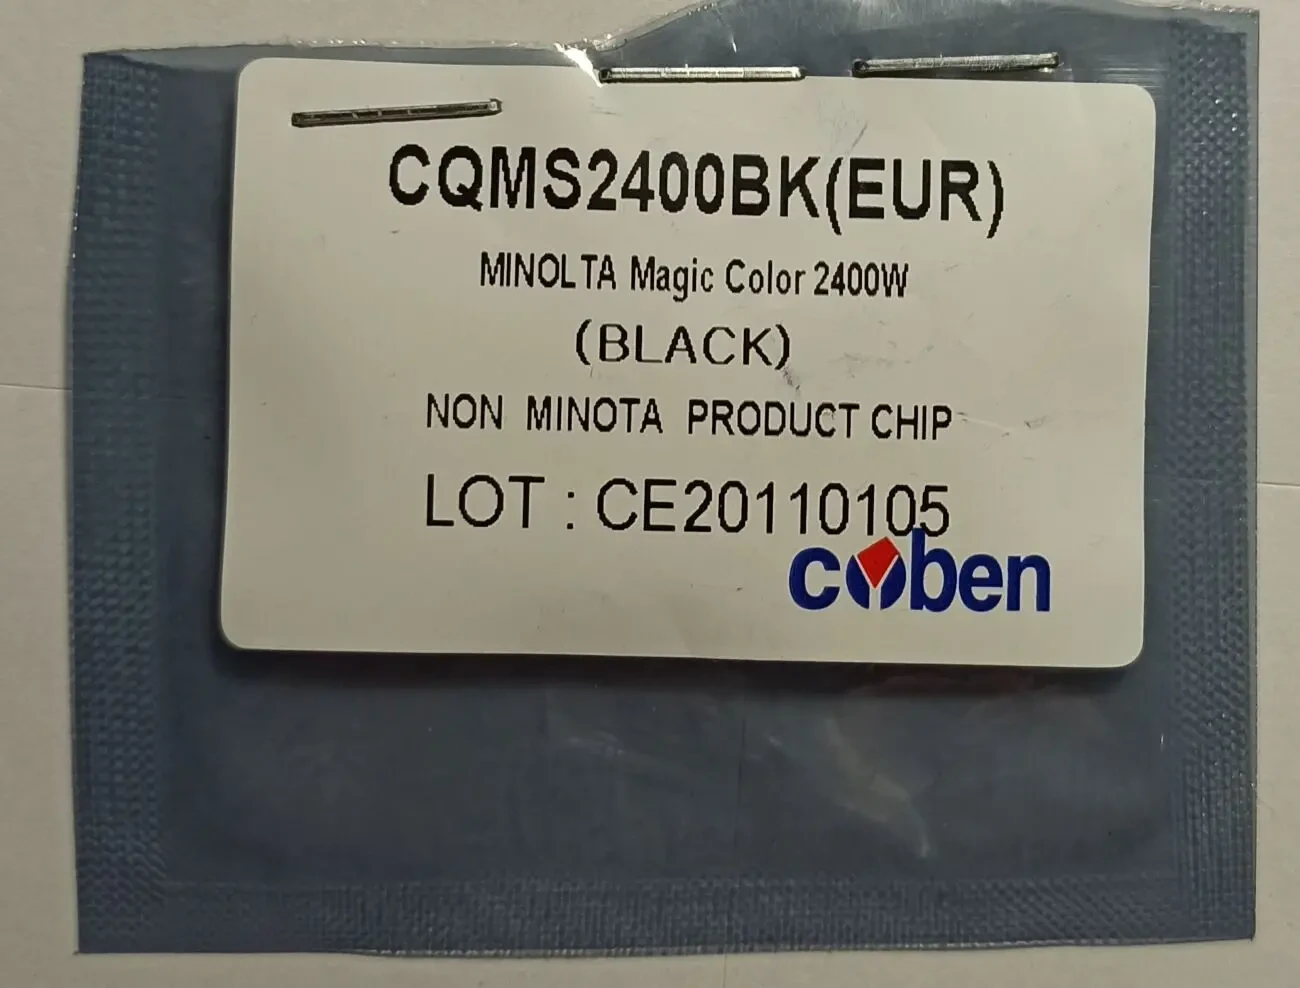 CQMS2400BK(EUR)
MINOLTA Magic Color 2400W
(BLACK)
NON MINOTA PRODUCT CHIP
LOT : CE20110105
coben